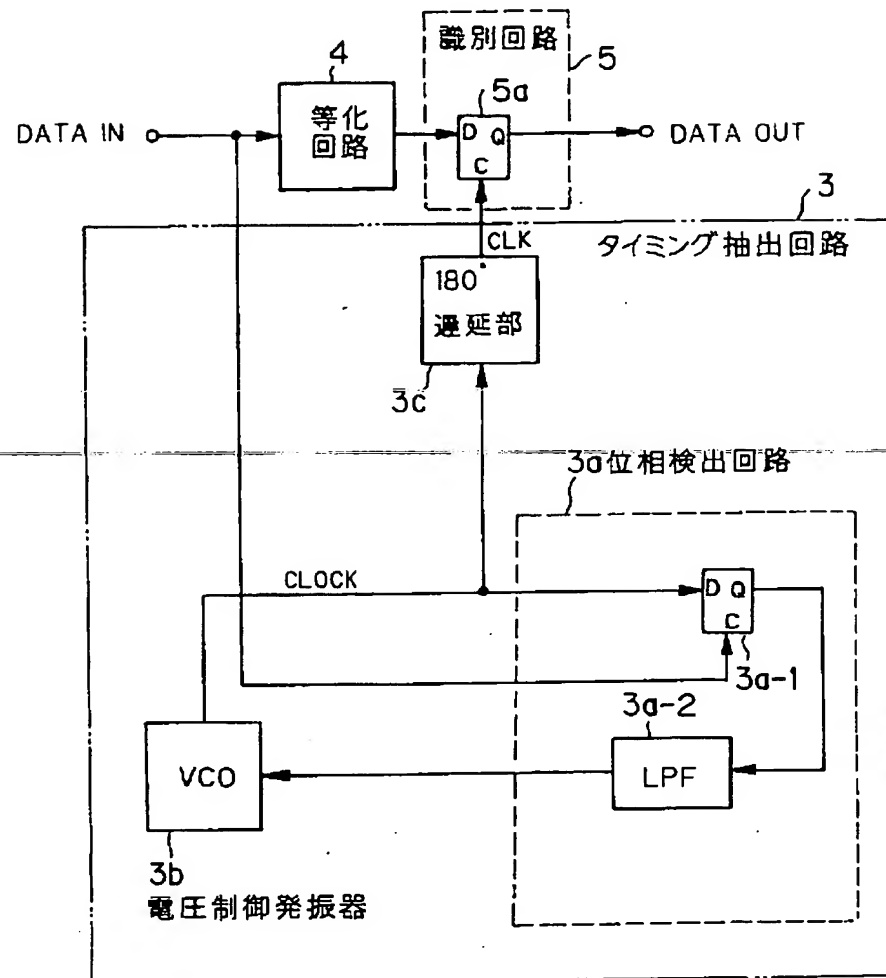 識別回路
5
4
5a
DATA IN
等化
回路
D Q
C
DATA OUT
3
CLK
タイミング抽出回路
180°
遅延部
3c
3a位相検出回路
CLOCK
D Q
C
3a-1
3a-2
VCO
LPF
3b
電圧制御発振器